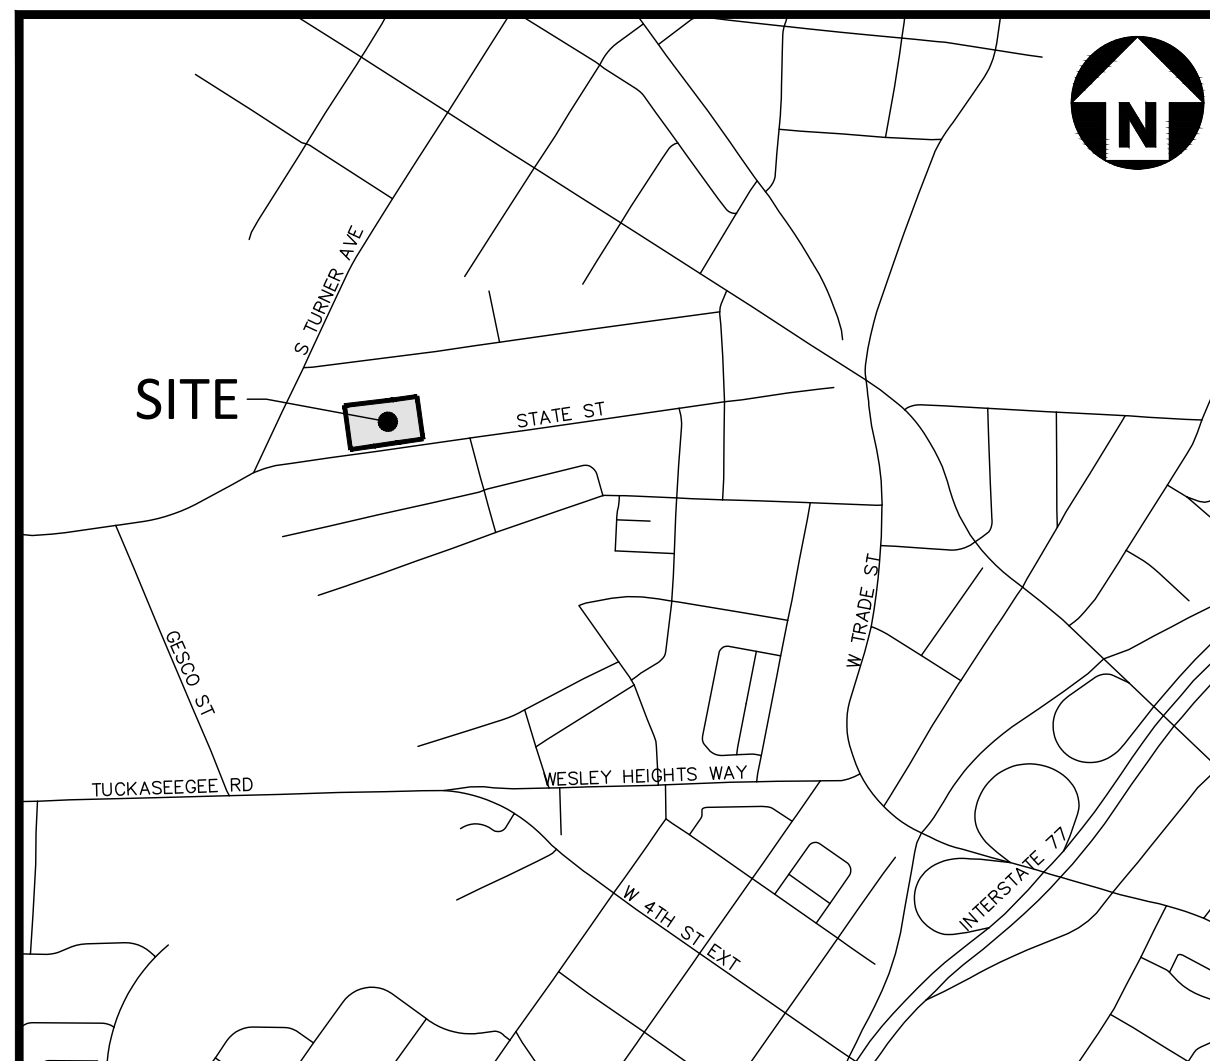 N
S TURNER AVE
SITE
STATE ST
W TRADE ST
GESCO ST
TUCKASEEGEE RD
WESLEY HEIGHTS WAY
INTERSTATE 77
W 4TH ST EXT